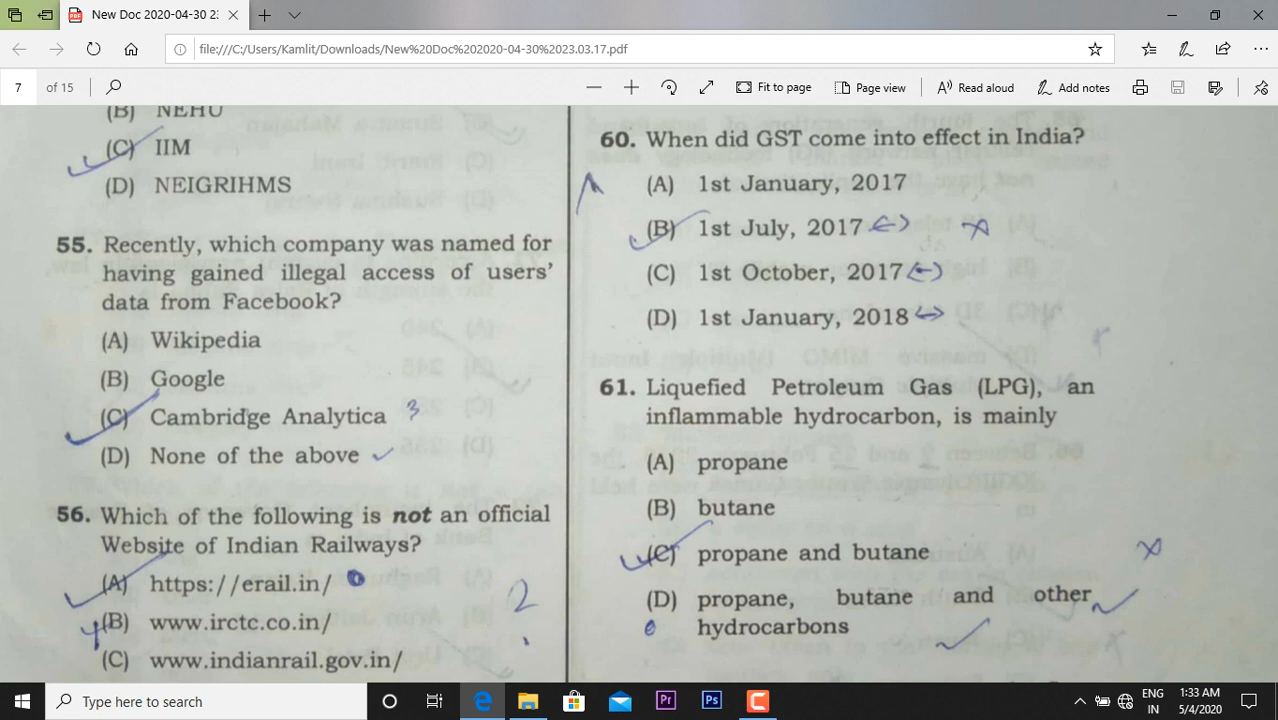 New Doc 2020-04-30 23
file:///C:/Users/Kamlit/Downloads/New%20Doc%202020-04-30%2023.03.17.pdf
7 of 15
Fit to page
Page view
Read aloud
Add notes
(B) NEHU
(C) IIM
(D) NEIGRIHMS
55. Recently, which company was named for
having gained illegal access of users'
data from Facebook?
(A) Wikipedia
(B) Google
(C) Cambridge Analytica 3
(D) None of the above
56. Which of the following is not an official
Website of Indian Railways?
(A) https://erail.in/
2
(B) www.irctc.co.in/
(C) www.indianrail.gov.in/
60. When did GST come into effect in India?
(A) 1st January, 2017
(B) 1st July, 2017
(C) 1st October, 2017
(D) 1st January, 2018
61. Liquefied Petroleum Gas (LPG), an
inflammable hydrocarbon, is mainly
(A) propane
(B) butane
(C) propane and butane
(D) propane, butane and other
hydrocarbons
Type here to search
ENG
IN
1:33 AM
5/4/2020